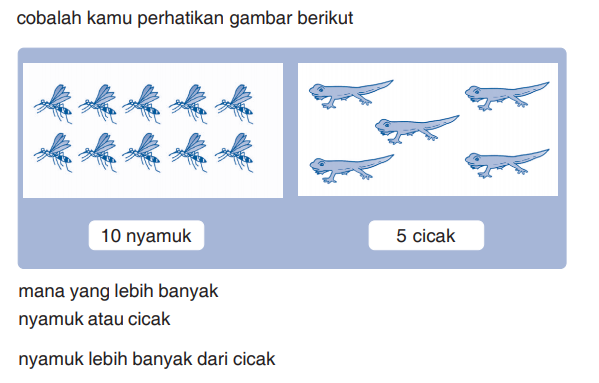 cobalah kamu perhatikan gambar berikut
10 nyamuk
5 cicak
mana yang lebih banyak
nyamuk atau cicak
nyamuk lebih banyak dari cicak